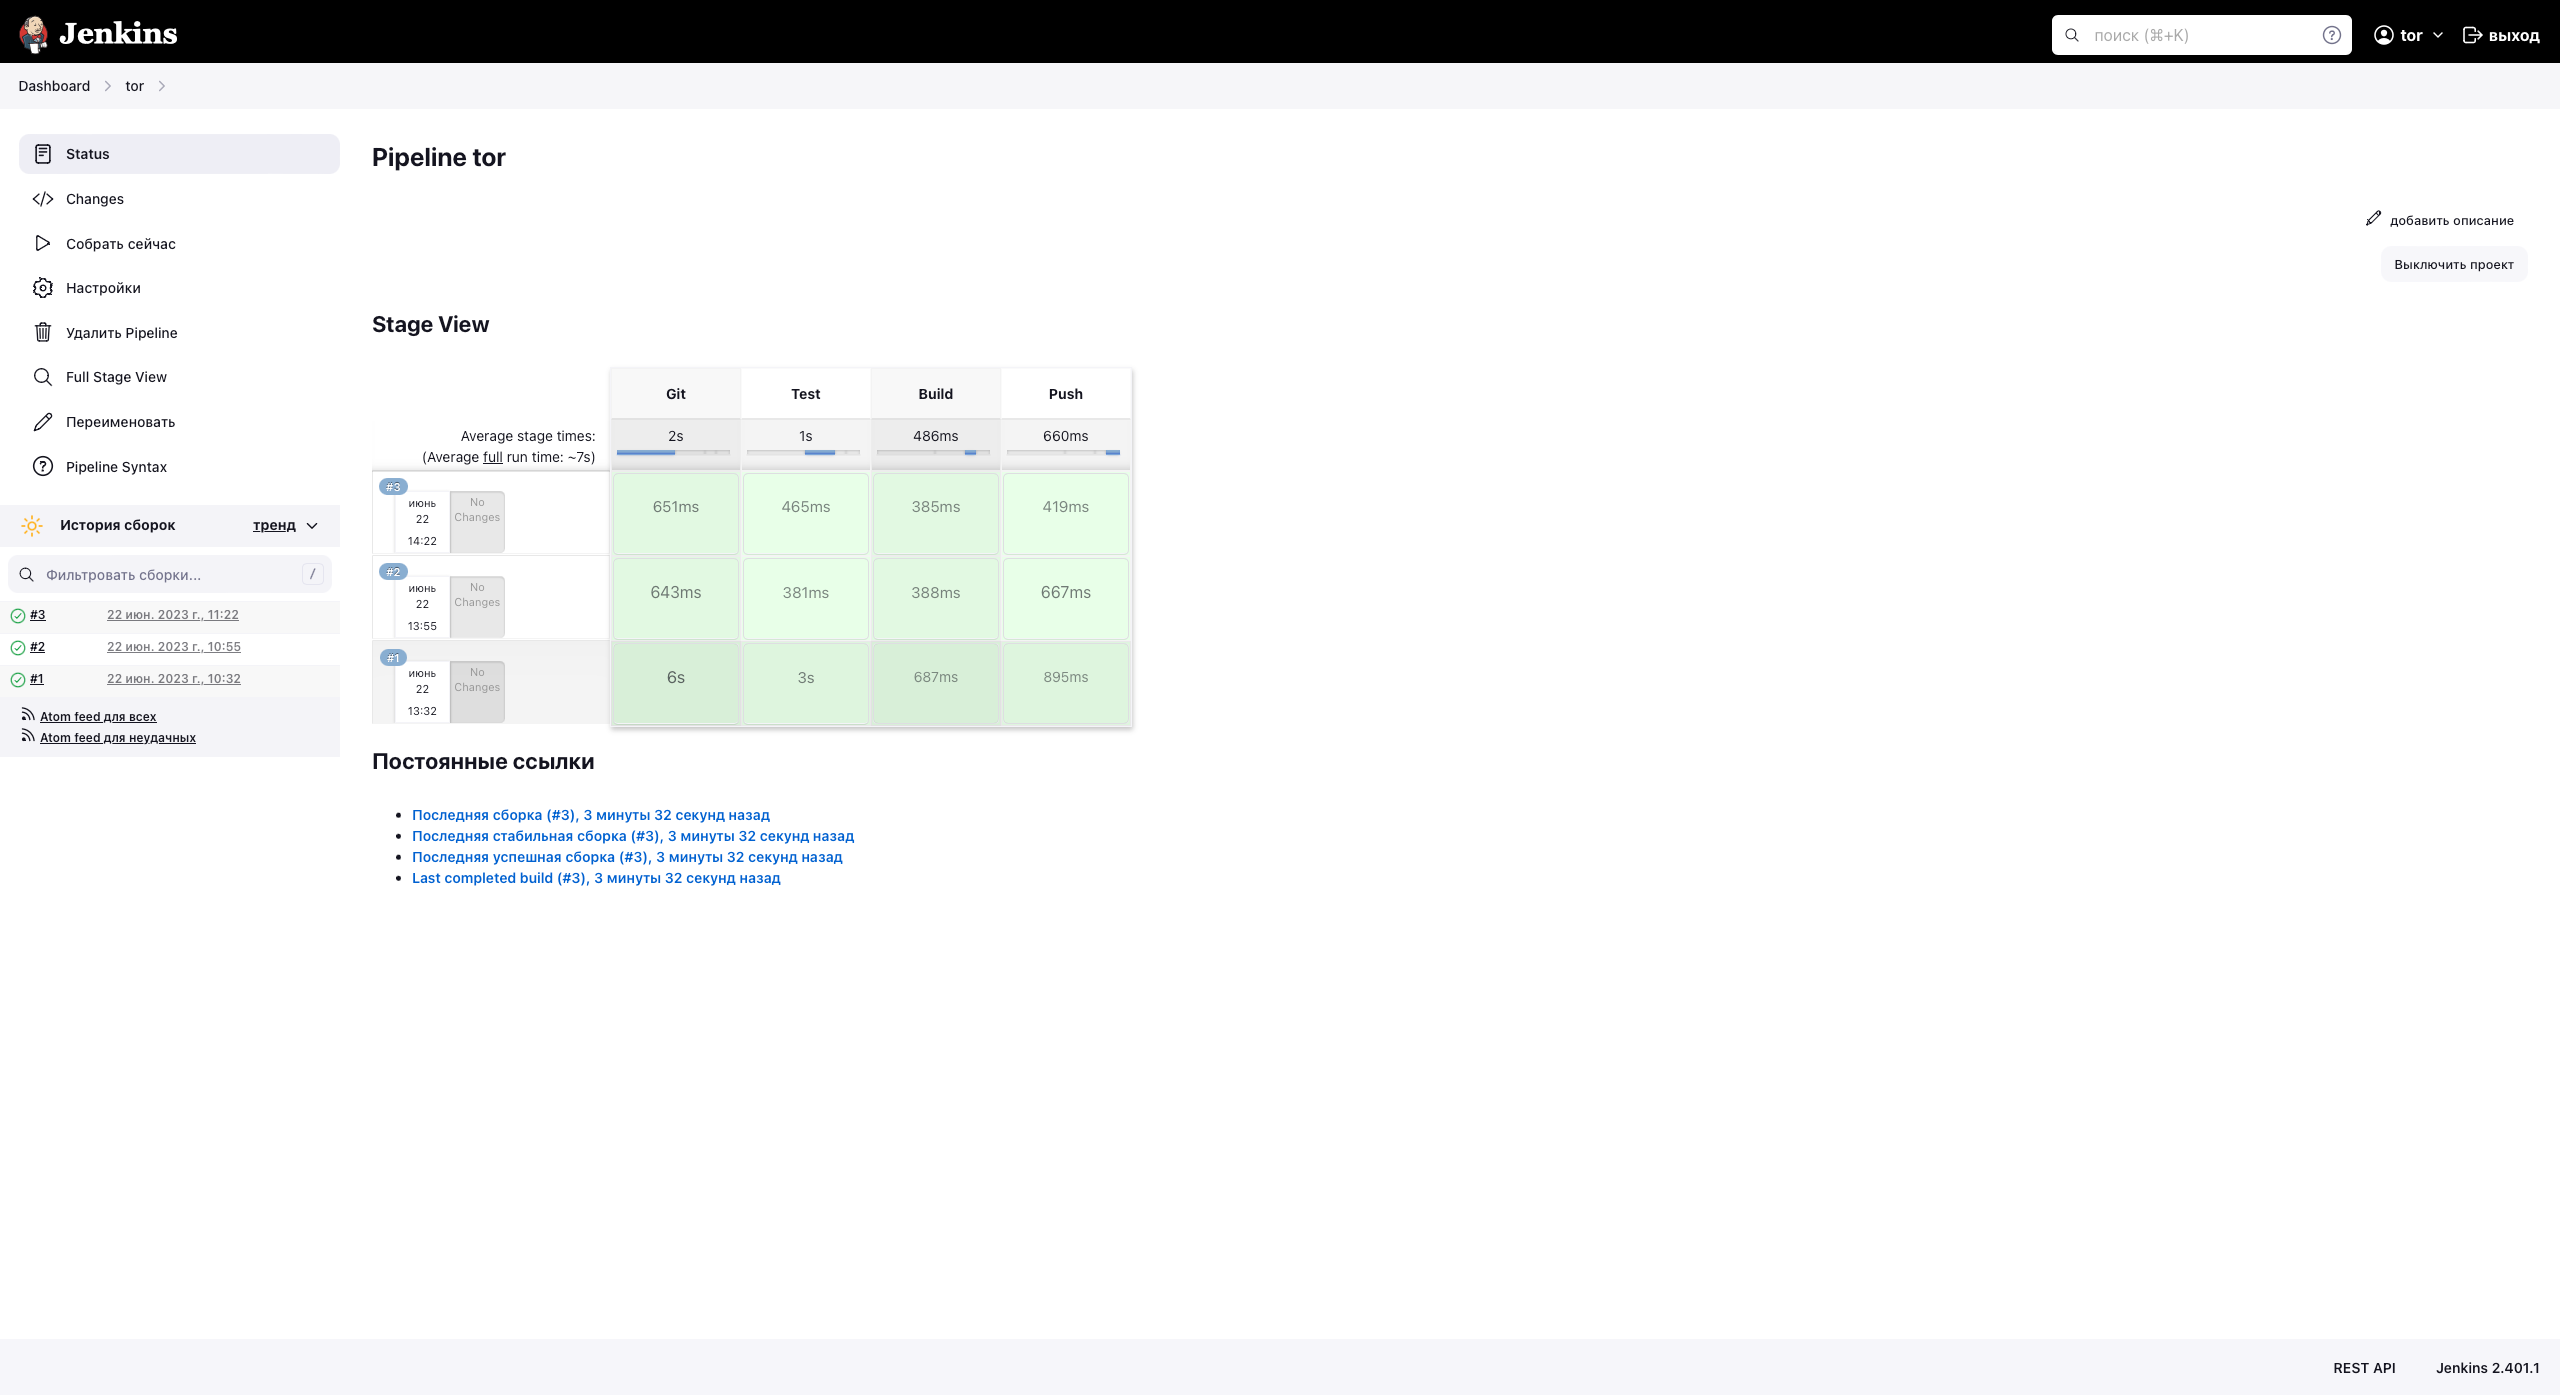 Jenkins
поиск (⌘+K)
tor
выход
Dashboard
tor
Status
Changes
Собрать сейчас
Настройки
Удалить Pipeline
Full Stage View
Переименовать
Pipeline Syntax
История сборок
тренд
Фильтровать сборки...
/
#3 22 июн. 2023 г., 11:22
#2 22 июн. 2023 г., 10:55
#1 22 июн. 2023 г., 10:32
Atom feed для всех
Atom feed для неудачных
Pipeline tor
добавить описание
Выключить проект
Stage View
Git Test Build Push
Average stage times: 2s 1s 486ms 660ms
(Average full run time: ~7s)
#3
июнь
22
14:22
No
Changes
651ms 465ms 385ms 419ms
#2
июнь
22
13:55
No
Changes
643ms 381ms 388ms 667ms
#1
июнь
22
13:32
No
Changes
6s 3s 687ms 895ms
Постоянные ссылки
Последняя сборка (#3), 3 минуты 32 секунд назад
Последняя стабильная сборка (#3), 3 минуты 32 секунд назад
Последняя успешная сборка (#3), 3 минуты 32 секунд назад
Last completed build (#3), 3 минуты 32 секунд назад
REST API
Jenkins 2.401.1